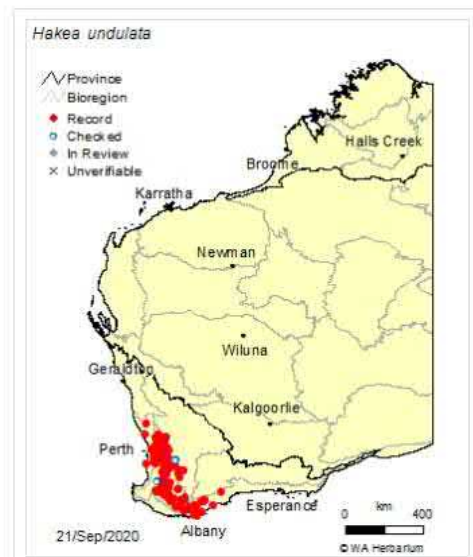 Hakea undulata
Province
Bioregion
Record
Checked
In Review
Unverifiable
Halls Creek
Broome
Karratha
Newman
Wiluna
Geraldton
Kalgoorlie
Perth
Esperance
Albany
21/Sep/2020
km
0 400
© WA Herbarium